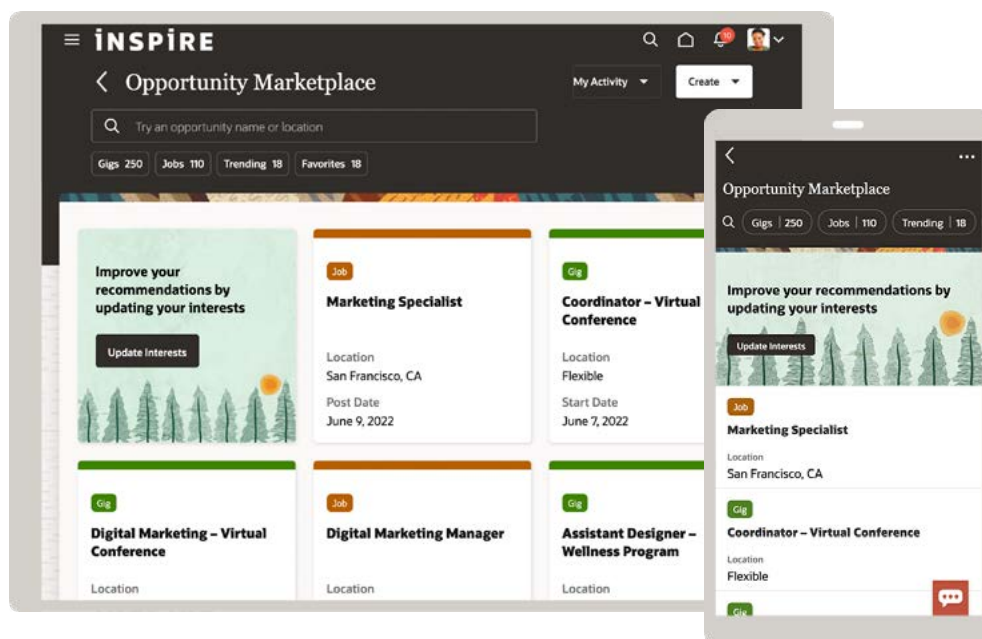 iNSPiRE
10
Opportunity Marketplace
My Activity
Create
Try an opportunity name or location
Gigs 250
Jobs 110
Trending 18
Favorites 18
Improve your
recommendations by
updating your interests
Update Interests
Job
Marketing Specialist
Location
San Francisco, CA
Post Date
June 9, 2022
Gig
Coordinator – Virtual
Conference
Location
Flexible
Start Date
June 7, 2022
Gig
Digital Marketing – Virtual
Conference
Location
Job
Digital Marketing Manager
Location
Gig
Assistant Designer –
Wellness Program
Location
Opportunity Marketplace
Gigs | 250
Jobs | 110
Trending | 18
Improve your recommendations by
updating your interests
Update Interests
Job
Marketing Specialist
Location
San Francisco, CA
Gig
Coordinator – Virtual Conference
Location
Flexible
Gig